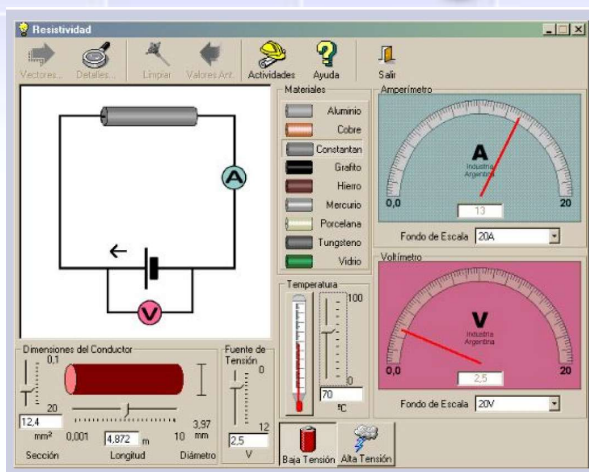 Resistividad
Vectores... Detalles... Limpiar Valores Ant. Actividades Ayuda Salir
A
V
Materiales
Aluminio
Cobre
Constantan
Grafito
Hierro
Mercurio
Porcelana
Tungsteno
Vidrio
Amperímetro
A
Industria
Argentina
0,0 13 20
Fondo de Escala 20A
Temperatura
100
0
70
ºC
Voltímetro
V
Industria
Argentina
0,0 2,5 20
Fondo de Escala 20V
Dimensiones del Conductor
0,1
20
12,4
mm²
0,001 4,872 m 10
3,97
mm
Sección Longitud Diámetro
Fuente de
Tensión
0
12
2,5
V
Baja Tensión Alta Tensión